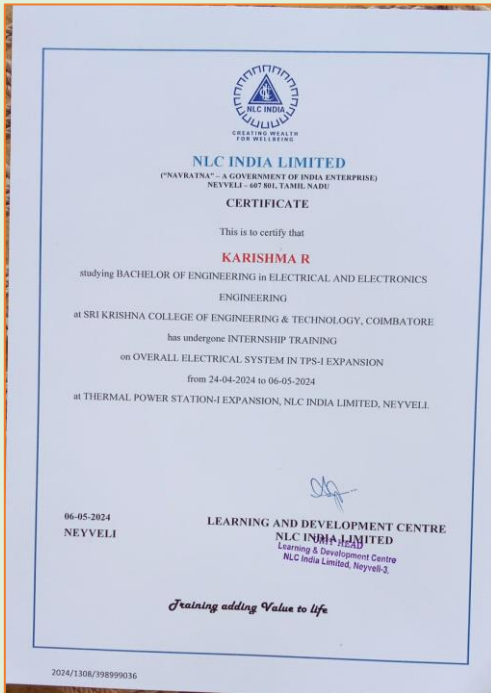 NLC INDIA
CREATING WEALTH
FOR WELLBEING
NLC INDIA LIMITED
("NAVRATNA" – A GOVERNMENT OF INDIA ENTERPRISE)
NEYVELI – 607 801, TAMIL NADU
CERTIFICATE
This is to certify that
KARISHMA R
studying BACHELOR OF ENGINEERING in ELECTRICAL AND ELECTRONICS
ENGINEERING
at SRI KRISHNA COLLEGE OF ENGINEERING & TECHNOLOGY, COIMBATORE
has undergone INTERNSHIP TRAINING
on OVERALL ELECTRICAL SYSTEM IN TPS-I EXPANSION
from 24-04-2024 to 06-05-2024
at THERMAL POWER STATION-I EXPANSION, NLC INDIA LIMITED, NEYVELI.
06-05-2024
NEYVELI
LEARNING AND DEVELOPMENT CENTRE
NLC INDIA LIMITED
UNIT HEAD
Learning & Development Centre
NLC India Limited, Neyveli-3.
Training adding Value to life
2024/1308/398999036